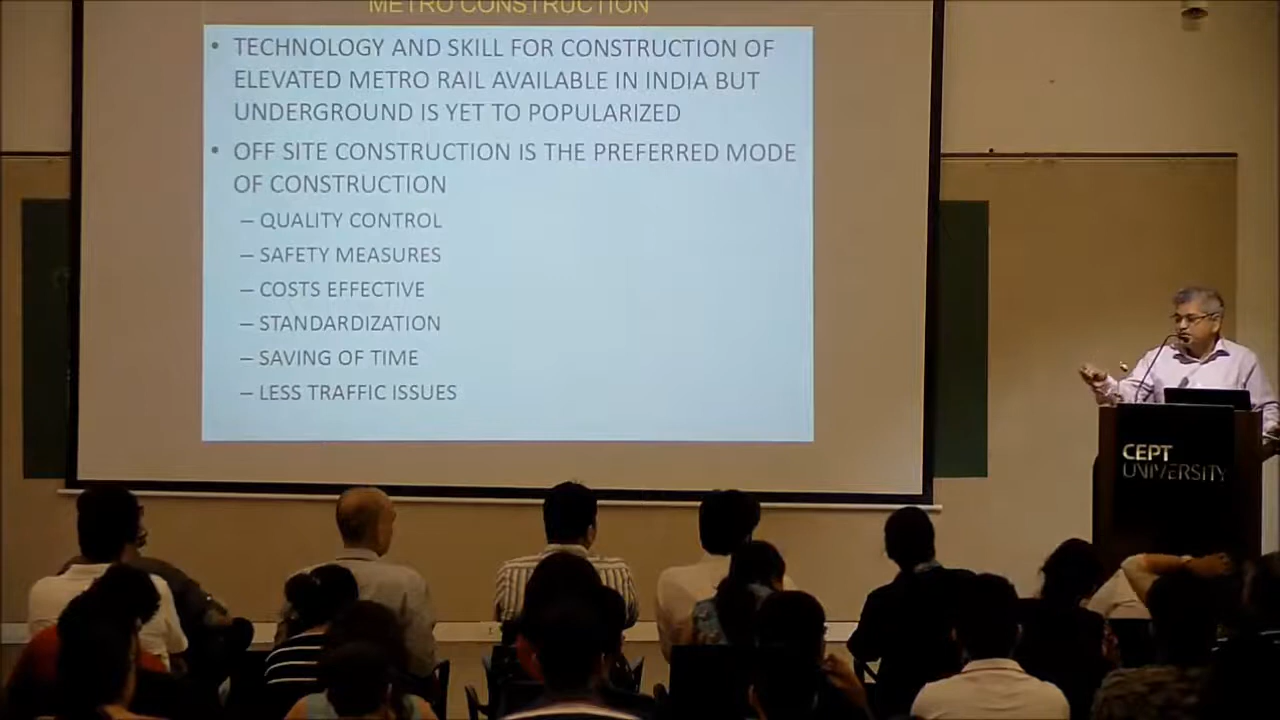 METRO CONSTRUCTION
• TECHNOLOGY AND SKILL FOR CONSTRUCTION OF
ELEVATED METRO RAIL AVAILABLE IN INDIA BUT
UNDERGROUND IS YET TO POPULARIZED
• OFF SITE CONSTRUCTION IS THE PREFERRED MODE
OF CONSTRUCTION
– QUALITY CONTROL
– SAFETY MEASURES
– COSTS EFFECTIVE
– STANDARDIZATION
– SAVING OF TIME
– LESS TRAFFIC ISSUES
CEPT
UNIVERSITY